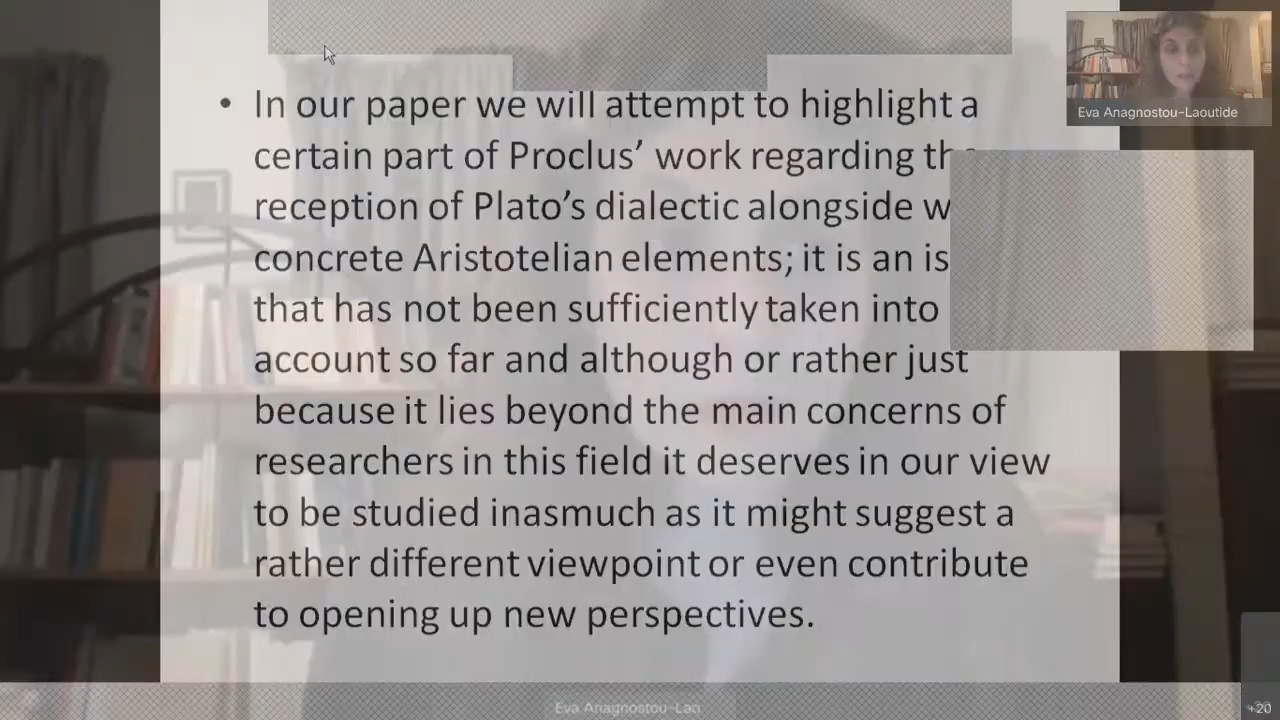 • In our paper we will attempt to highlight a
certain part of Proclus’ work regarding
reception of Plato’s dialectic alongside
concrete Aristotelian elements; it is an
that has not been sufficiently taken into
account so far and although or rather just
because it lies beyond the main concerns of
researchers in this field it deserves in our view
to be studied inasmuch as it might suggest a
rather different viewpoint or even contribute
to opening up new perspectives.
Eva Anagnostou-Laoutide
Eva Anagnostou-Lao
+20